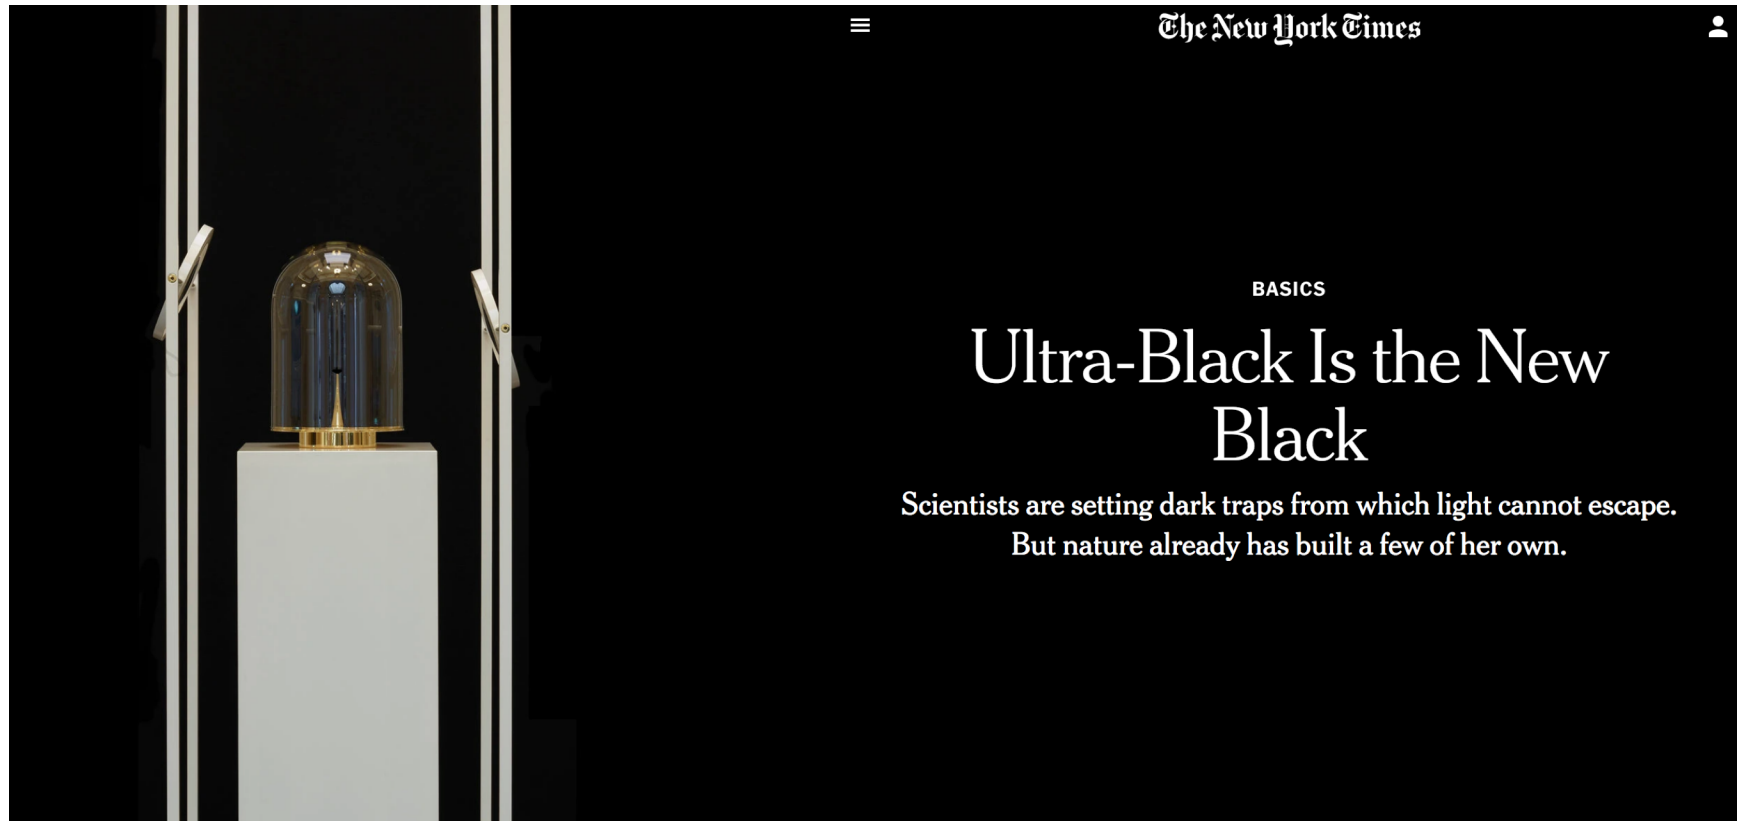 The New York Times
BASICS
Ultra-Black Is the New
Black
Scientists are setting dark traps from which light cannot escape.
But nature already has built a few of her own.